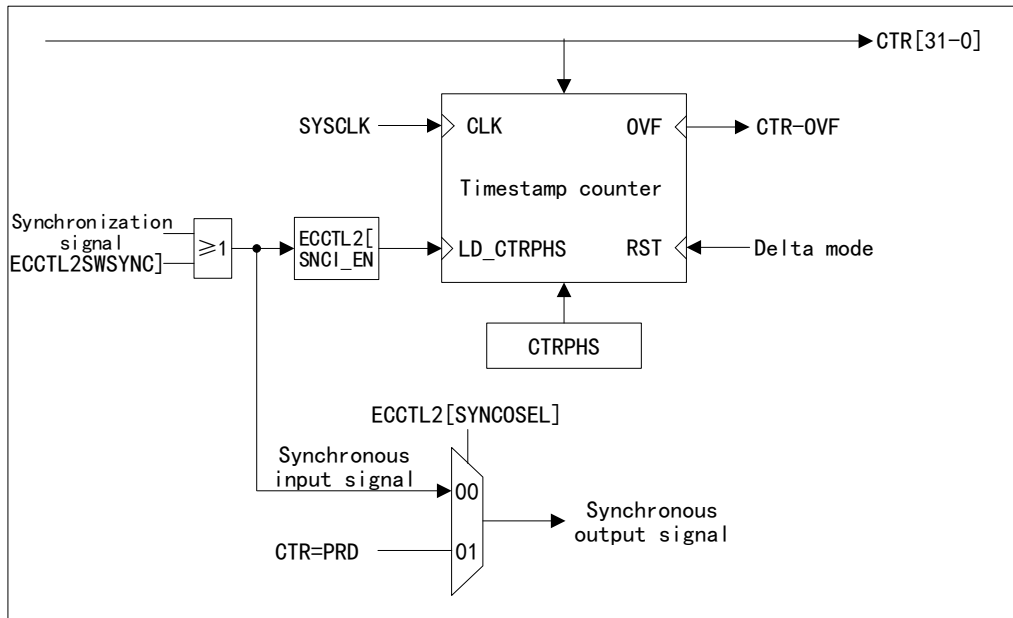 CTR[31-0]
SYSCLK
CLK
OVF
CTR-OVF
Timestamp counter
Synchronization
signal
ECCTL2SWSYNC]
≥1
ECCTL2[
SNCI_EN
LD_CTRPHS
RST
Delta mode
CTRPHS
ECCTL2[SYNCOSEL]
Synchronous
input signal
00
Synchronous
output signal
CTR=PRD
01